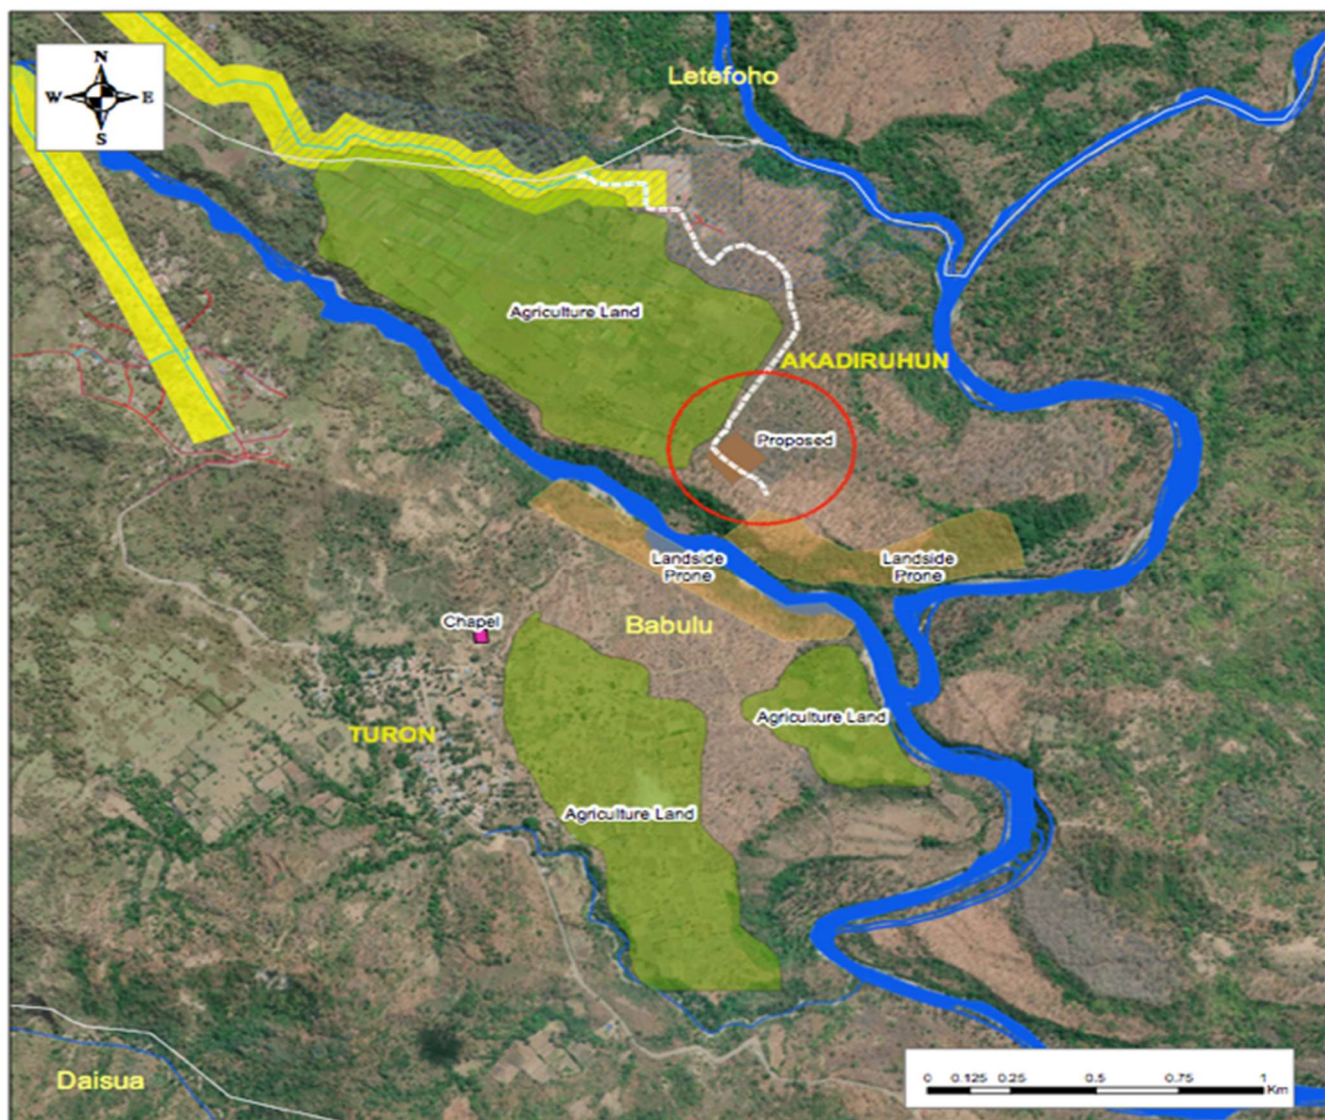 N
W E
S
Letefoho
Agriculture Land
AKADIRUHUN
Proposed
Landside
Prone
Landside
Prone
Chapel
Babulu
TURON
Agriculture Land
Agriculture Land
Daisua
0 0.125 0.25 0.5 0.75 1
Km